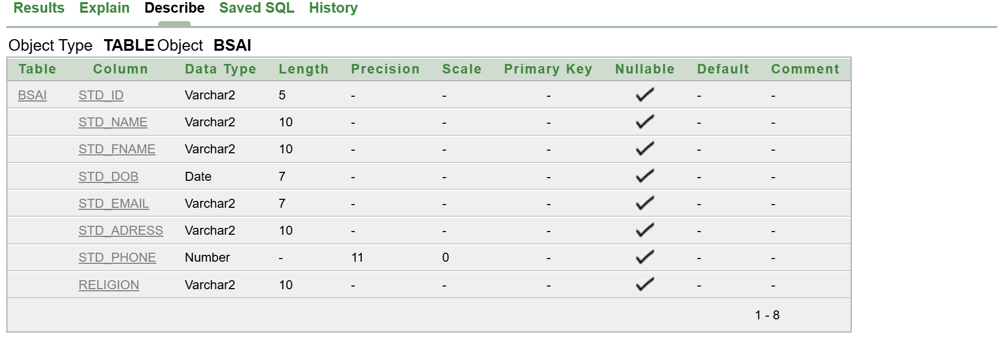 Results Explain Describe Saved SQL History
Object Type TABLE Object BSAI
Table Column Data Type Length Precision Scale Primary Key Nullable Default Comment
BSAI STD_ID Varchar2 5 - - - - -
STD_NAME Varchar2 10 - - - - -
STD_FNAME Varchar2 10 - - - - -
STD_DOB Date 7 - - - - -
STD_EMAIL Varchar2 7 - - - - -
STD_ADRESS Varchar2 10 - - - - -
STD_PHONE Number - 11 0 - - -
RELIGION Varchar2 10 - - - - -
1 - 8